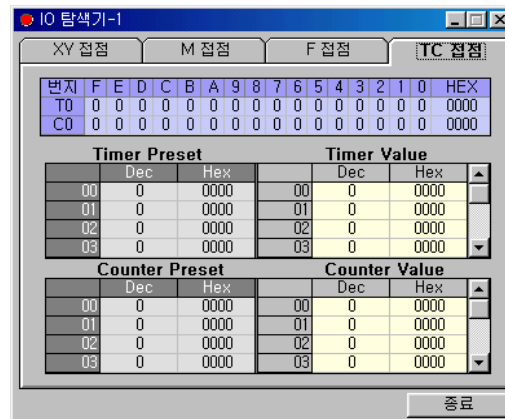 IO 탐색기-1
XY 접점 M 접점 F 접점 TC 접점
번지 F E D C B A 9 8 7 6 5 4 3 2 1 0 HEX
T0 0 0 0 0 0 0 0 0 0 0 0 0 0 0 0 0 0000
C0 0 0 0 0 0 0 0 0 0 0 0 0 0 0 0 0 0000
Timer Preset Timer Value
Dec Hex Dec Hex
00 0 0000 00 0 0000
01 0 0000 01 0 0000
02 0 0000 02 0 0000
03 0 0000 03 0 0000
Counter Preset Counter Value
Dec Hex Dec Hex
00 0 0000 00 0 0000
01 0 0000 01 0 0000
02 0 0000 02 0 0000
03 0 0000 03 0 0000
종료